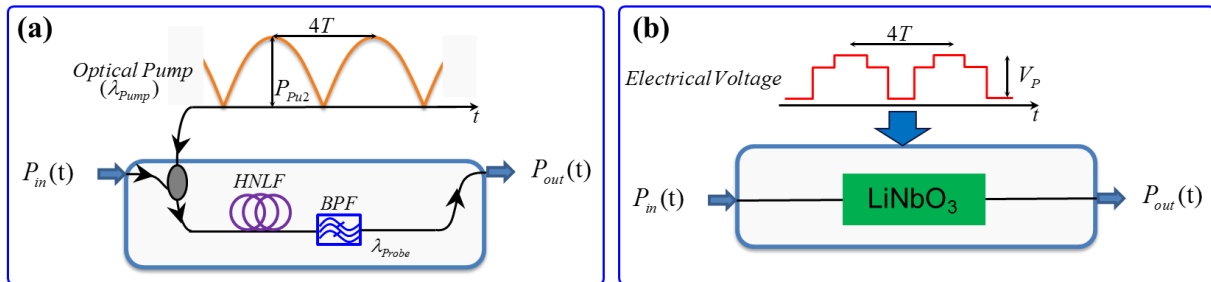 (a)
4T
Optical Pump
(λPump)
PPu2
t
Pin(t)
HNLF
BPF
λProbe
Pout(t)
(b)
4T
Electrical Voltage
VP
t
Pin(t)
LiNbO3
Pout(t)